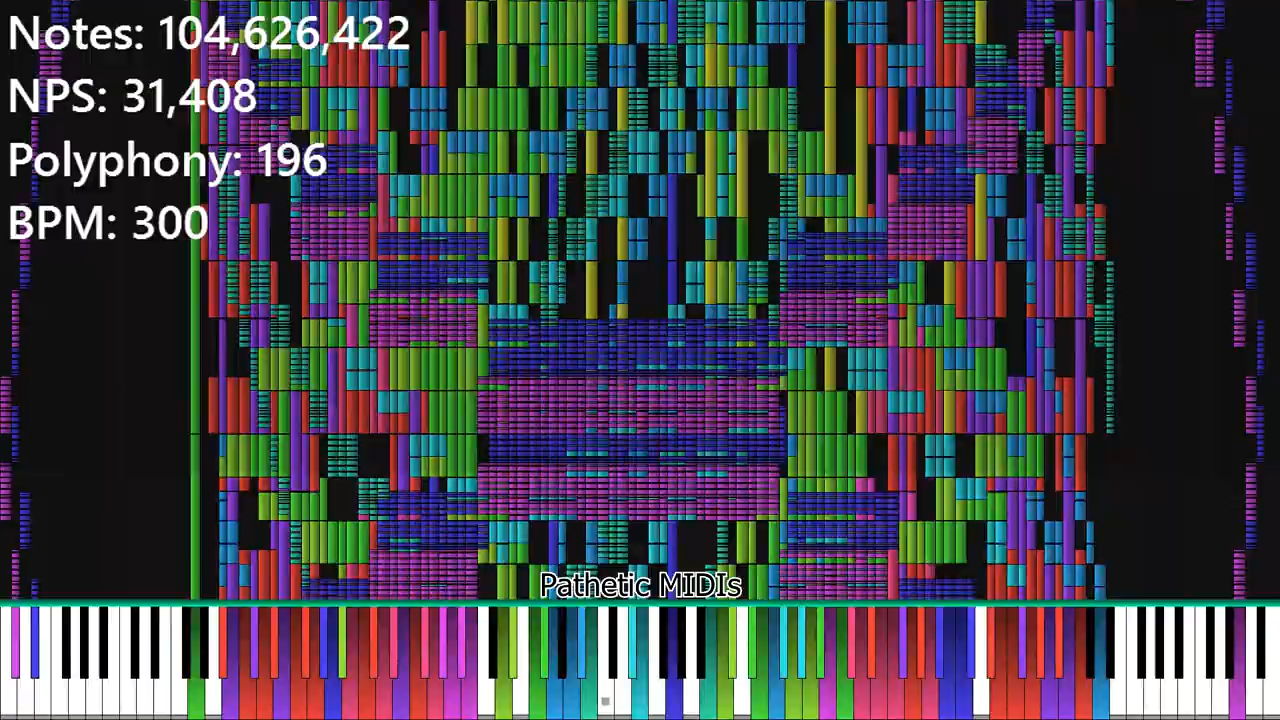 Notes: 104,626,422
NPS: 31,408
Polyphony: 196
BPM: 300
Pathetic MIDIs